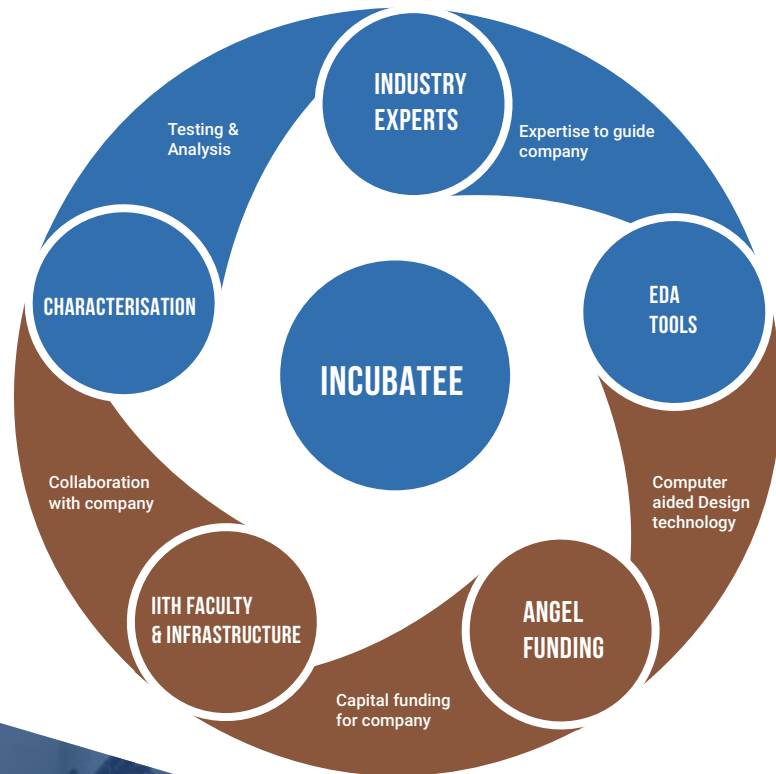 INDUSTRY
EXPERTS
Testing &
Analysis
Expertise to guide
company
CHARACTERISATION
EDA
TOOLS
INCUBATEE
Collaboration
with company
Computer
aided Design
technology
IITH FACULTY
& INFRASTRUCTURE
ANGEL
FUNDING
Capital funding
for company